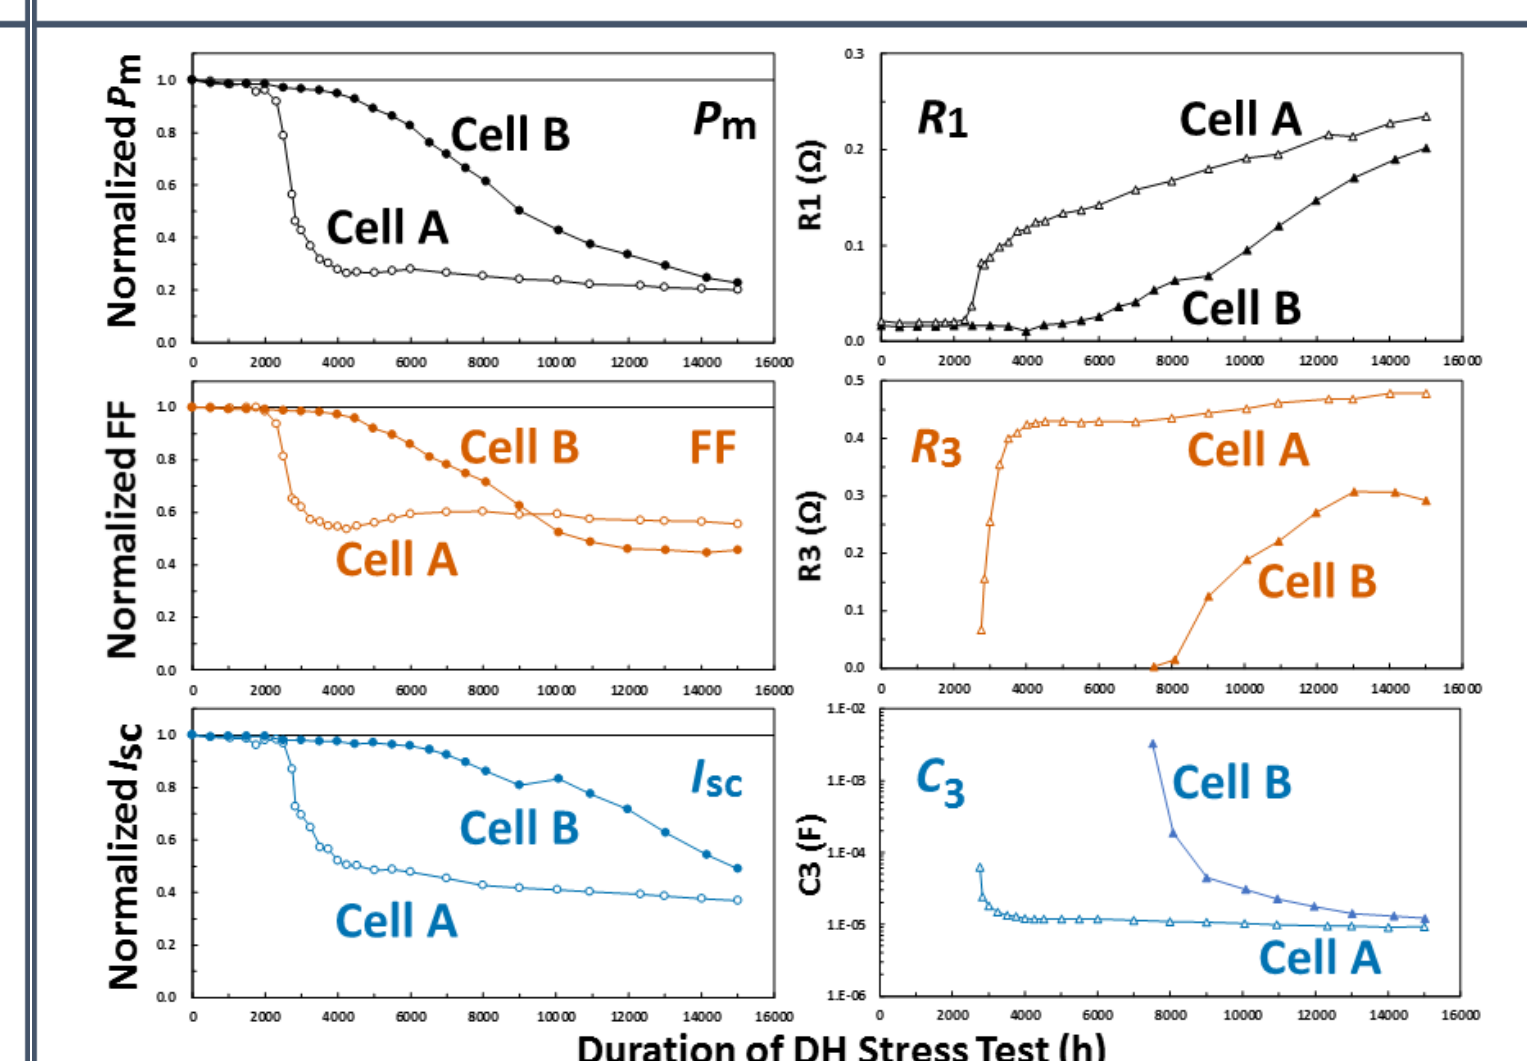 Normalized Pm
1.0
0.8
0.6
0.4
0.2
0.0
Cell B
Pm
Cell A
0 2000 4000 6000 8000 10000 12000 14000 16000
R1 (Ω)
0.3
0.2
0.1
0.0
R1
Cell A
Cell B
0 2000 4000 6000 8000 10000 12000 14000 16000
Normalized FF
1.0
0.8
0.6
0.4
0.2
0.0
Cell B
FF
Cell A
0 2000 4000 6000 8000 10000 12000 14000 16000
R3 (Ω)
0.5
0.4
0.3
0.2
0.1
0.0
R3
Cell A
Cell B
0 2000 4000 6000 8000 10000 12000 14000 16000
Normalized Isc
1.0
0.8
0.6
0.4
0.2
0.0
Isc
Cell B
Cell A
0 2000 4000 6000 8000 10000 12000 14000 16000
C3 (F)
1.E-02
1.E-03
1.E-04
1.E-05
1.E-06
C3
Cell B
Cell A
0 2000 4000 6000 8000 10000 12000 14000 16000
Duration of DH Stress Test (h)